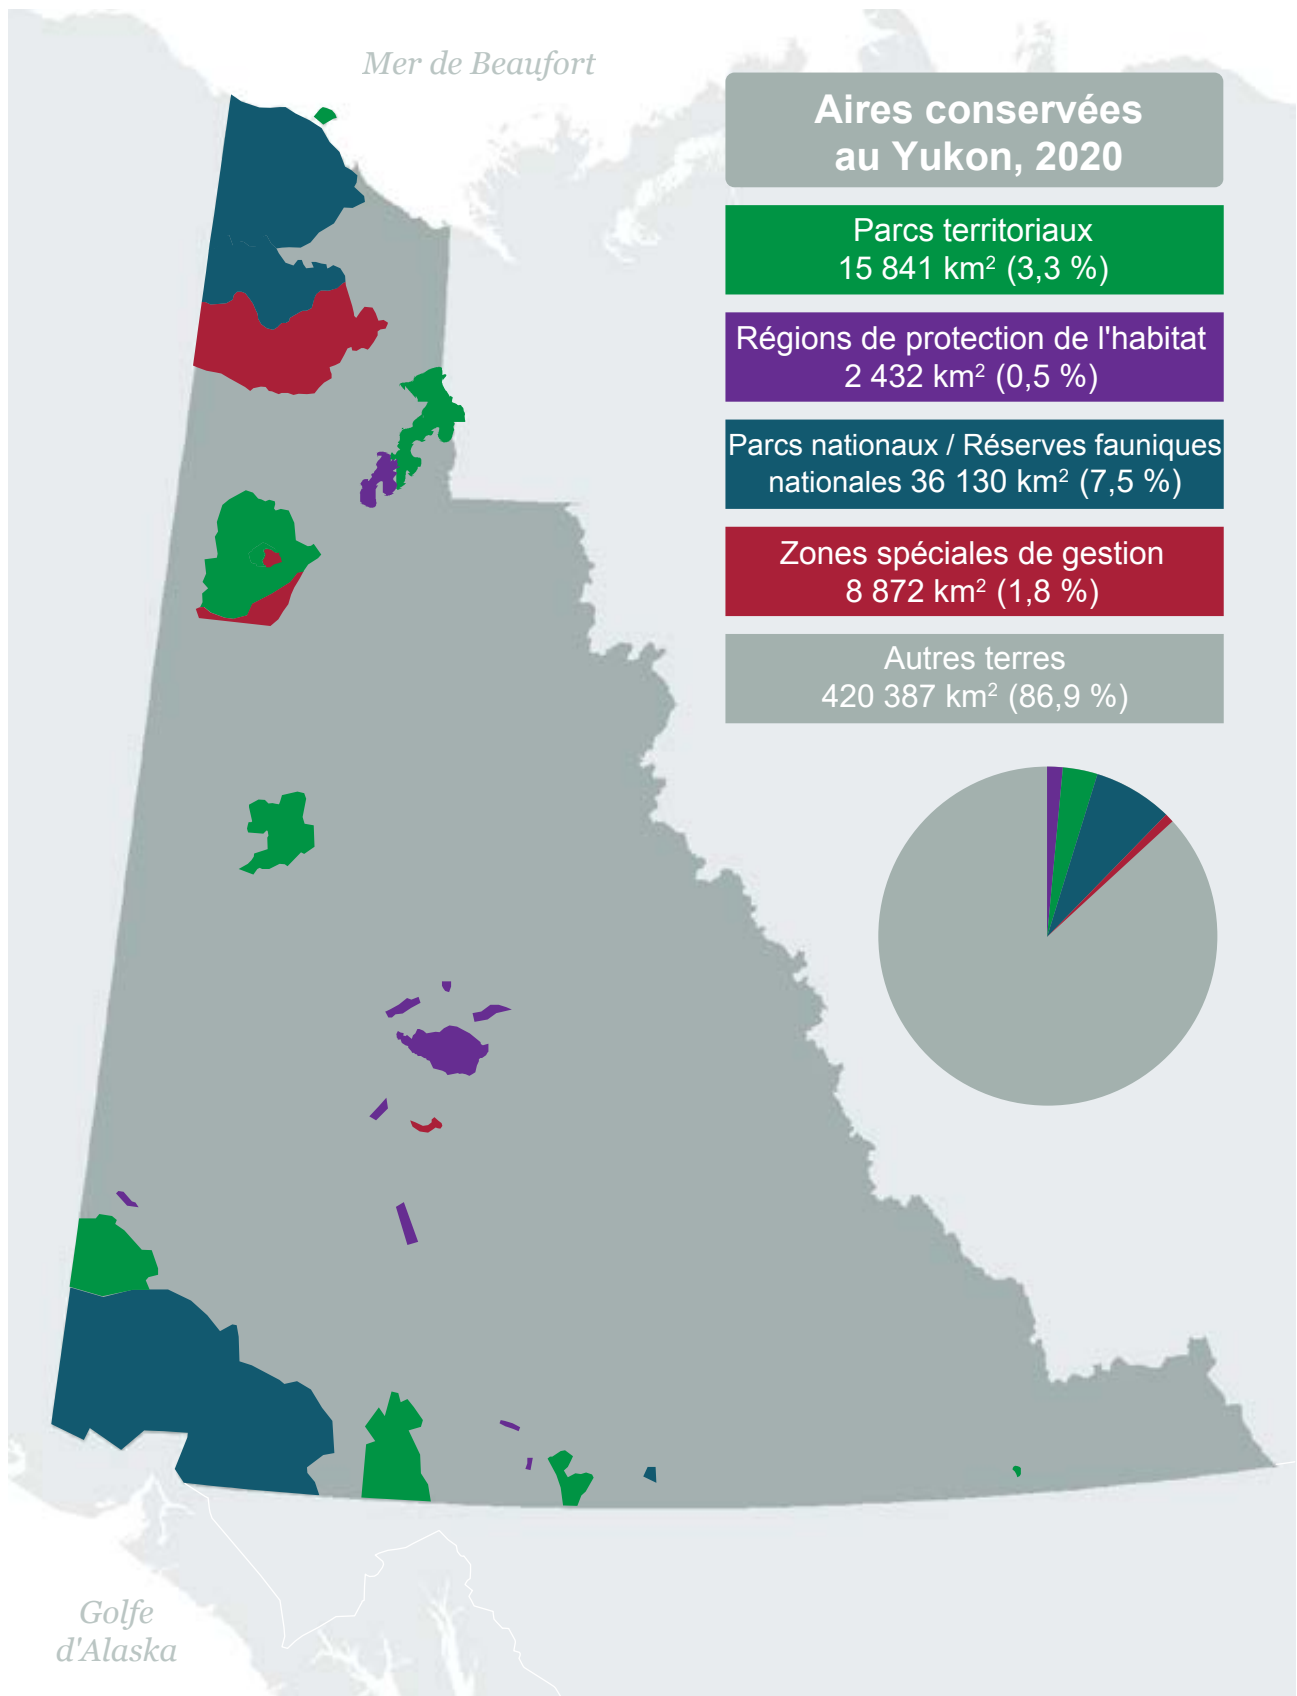 Mer de Beaufort
Aires conservées
au Yukon, 2020
Parcs territoriaux
15 841 km² (3,3 %)
Régions de protection de l'habitat
2 432 km² (0,5 %)
Parcs nationaux / Réserves fauniques
nationales 36 130 km² (7,5 %)
Zones spéciales de gestion
8 872 km² (1,8 %)
Autres terres
420 387 km² (86,9 %)
Golfe
d'Alaska